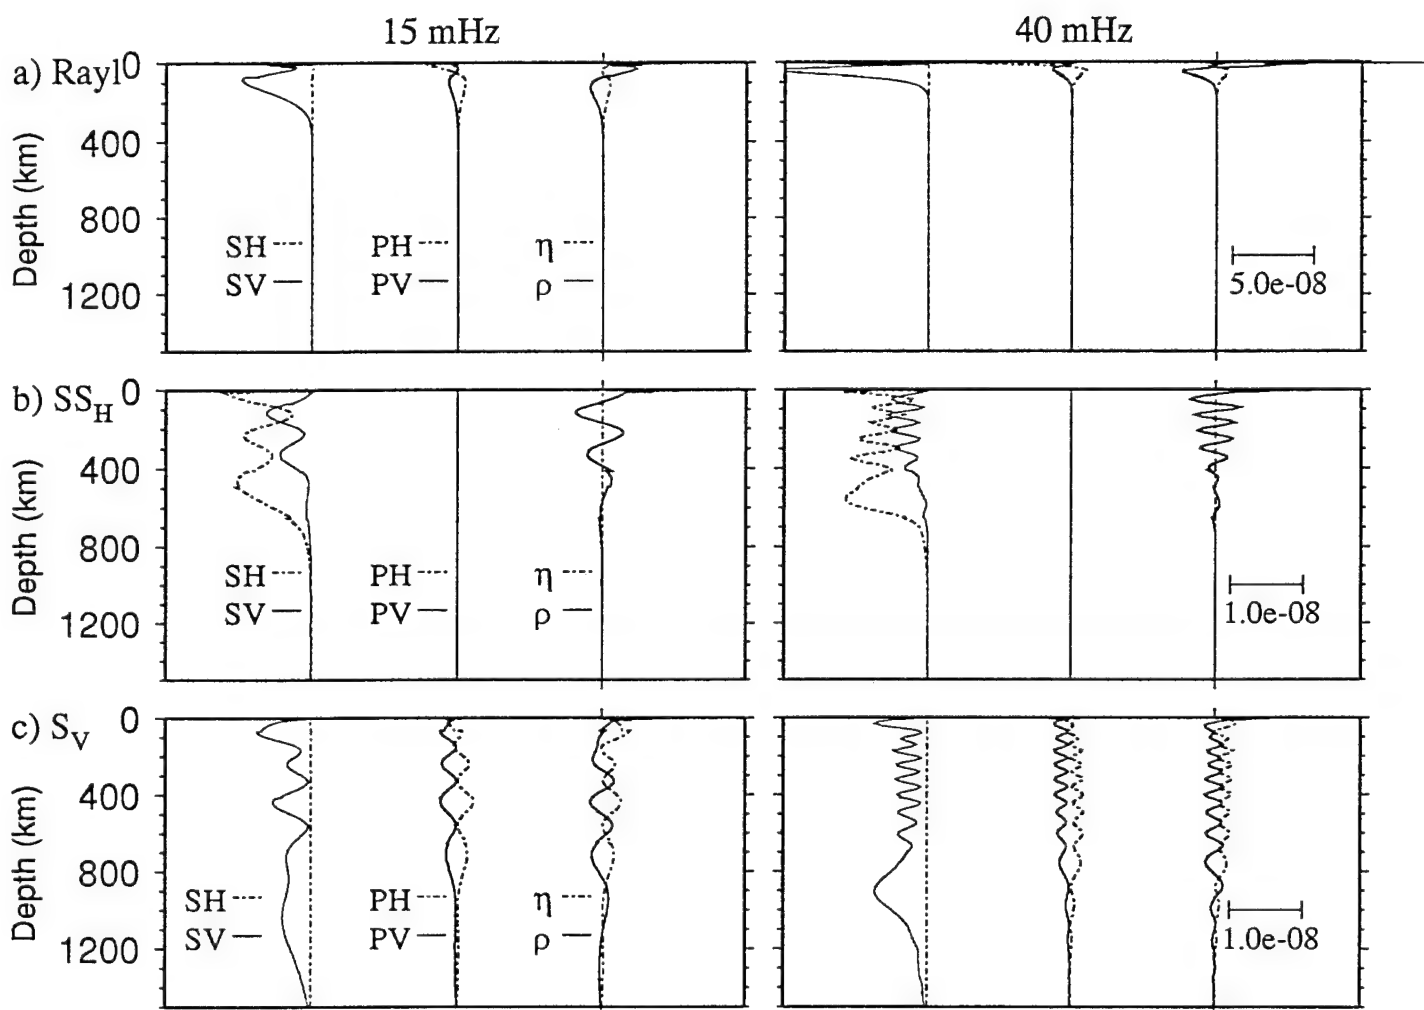 15 mHz 40 mHz
a) Rayl
0
400
800
1200
Depth (km)
SH PH η
SV PV ρ
5.0e-08
b) SS_H
0
400
800
1200
Depth (km)
SH PH η
SV PV ρ
1.0e-08
c) S_V
0
400
800
1200
Depth (km)
SH PH η
SV PV ρ
1.0e-08